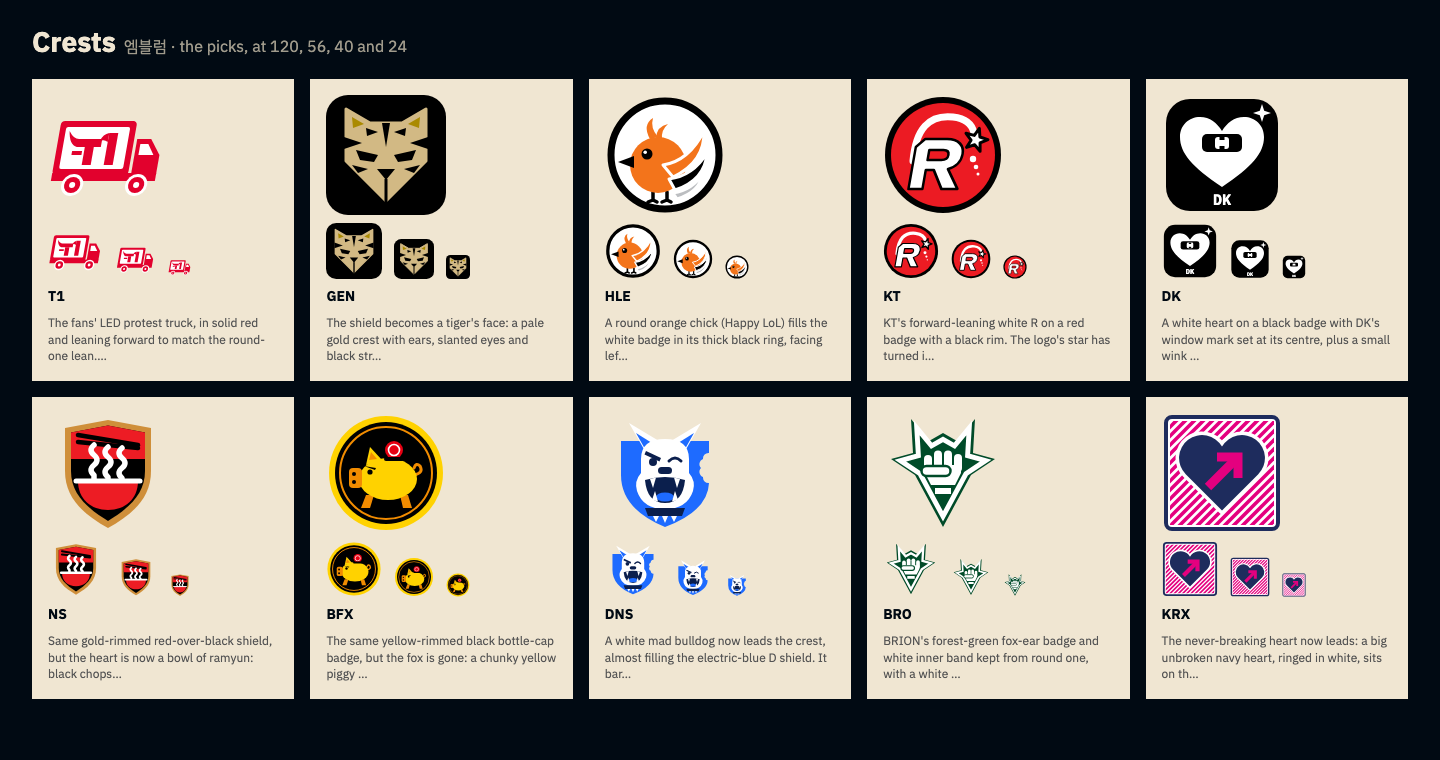 Crests 엠블럼 · the picks, at 120, 56, 40 and 24
T1
T1
The fans' LED protest truck, in solid red
and leaning forward to match the round-
one lean....
GEN
The shield becomes a tiger's face: a pale
gold crest with ears, slanted eyes and
black str...
HLE
A round orange chick (Happy LoL) fills the
white badge in its thick black ring, facing
lef...
R
KT
KT's forward-leaning white R on a red
badge with a black rim. The logo's star has
turned i...
DK
DK
DK
A white heart on a black badge with DK's
window mark set at its centre, plus a small
wink ...
NS
Same gold-rimmed red-over-black shield,
but the heart is now a bowl of ramyun:
black chops...
BFX
The same yellow-rimmed black bottle-cap
badge, but the fox is gone: a chunky yellow
piggy ...
DNS
A white mad bulldog now leads the crest,
almost filling the electric-blue D shield. It
bar...
BRO
BRION's forest-green fox-ear badge and
white inner band kept from round one,
with a white ...
KRX
The never-breaking heart now leads: a big
unbroken navy heart, ringed in white, sits
on th...